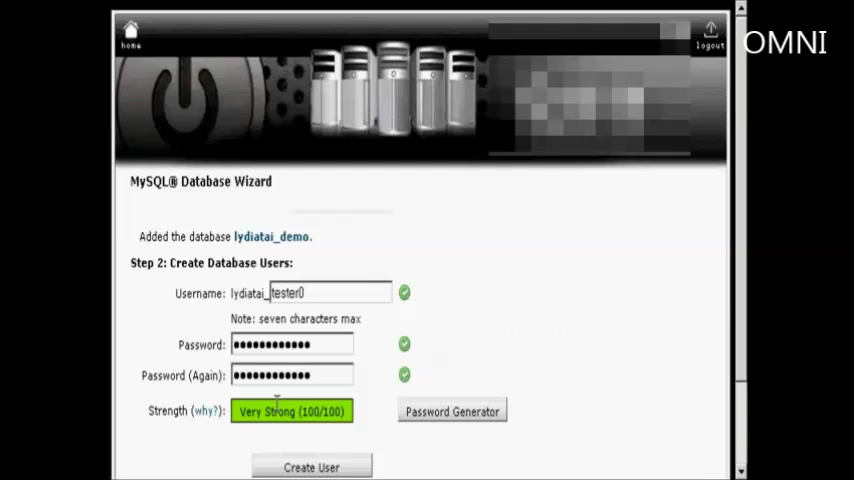 home
logout
OMNI
MySQL® Database Wizard
Added the database lydiatai_demo.
Step 2: Create Database Users:
Username: lydiatai_tester0
Note: seven characters max
Password: ●●●●●●●●●●●●
Password (Again): ●●●●●●●●●●●●
Strength (why?): Very Strong (100/100) Password Generator
Create User